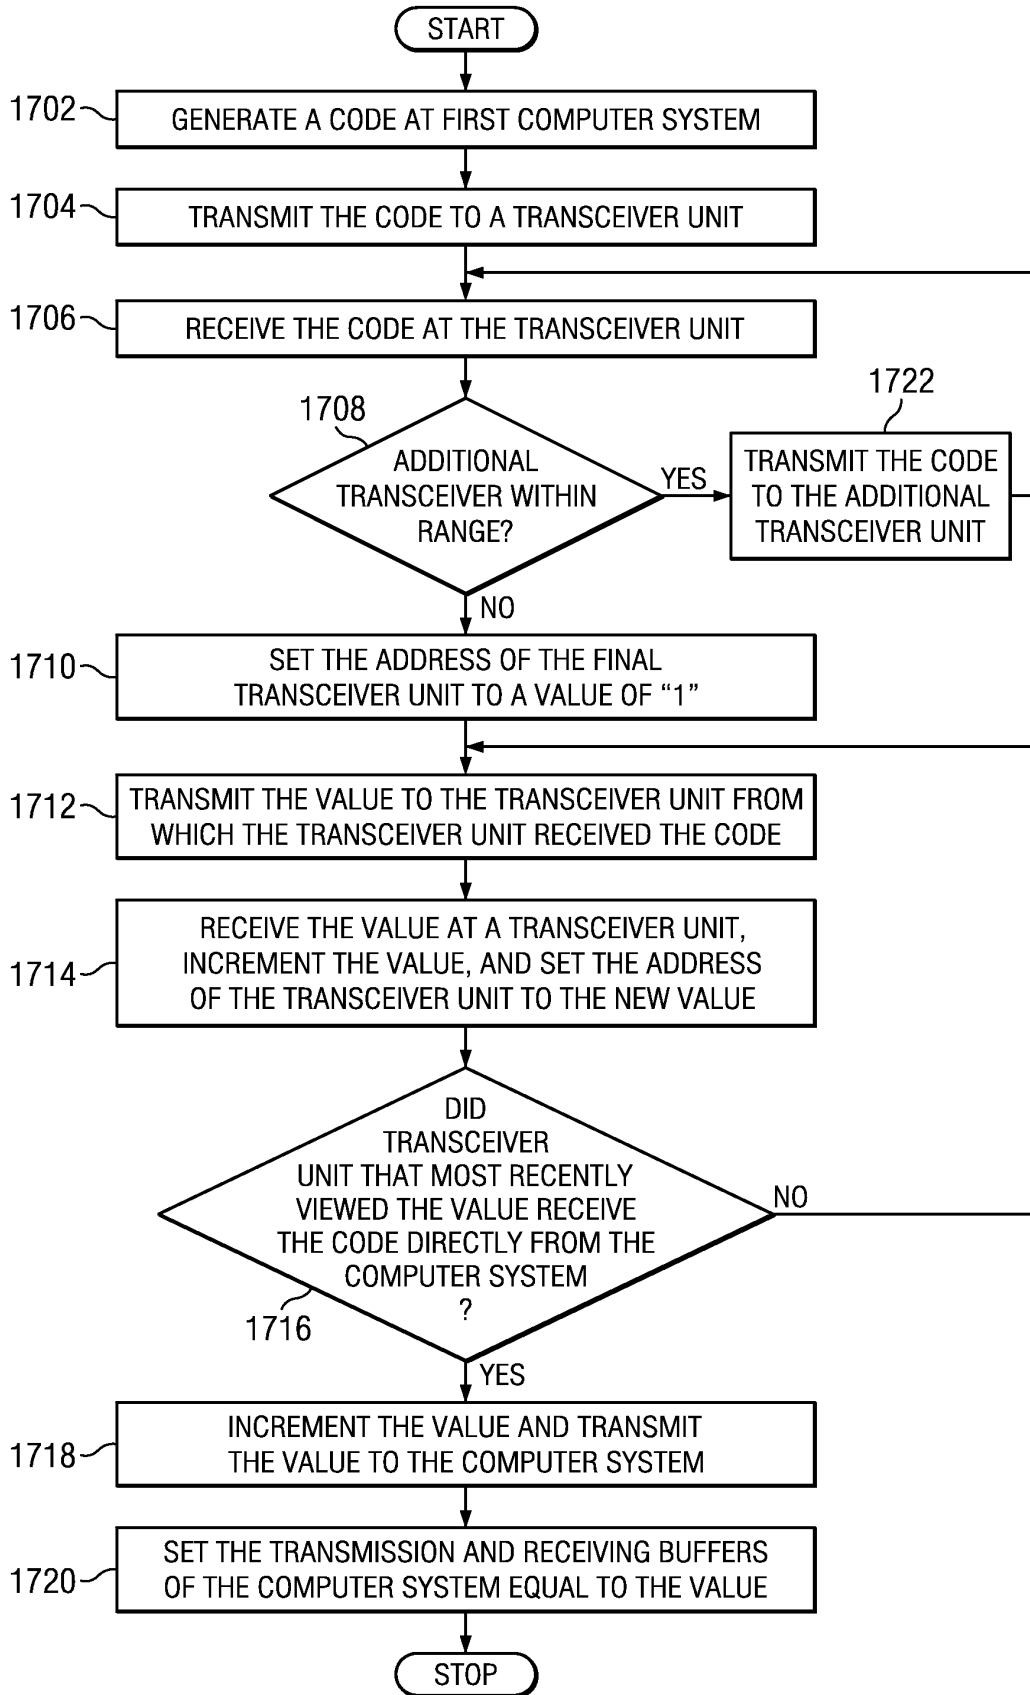 START
1702
GENERATE A CODE AT FIRST COMPUTER SYSTEM
1704
TRANSMIT THE CODE TO A TRANSCEIVER UNIT
1706
RECEIVE THE CODE AT THE TRANSCEIVER UNIT
1708
ADDITIONAL
TRANSCEIVER WITHIN
RANGE?
YES
1722
TRANSMIT THE CODE
TO THE ADDITIONAL
TRANSCEIVER UNIT
NO
1710
SET THE ADDRESS OF THE FINAL
TRANSCEIVER UNIT TO A VALUE OF “1”
1712
TRANSMIT THE VALUE TO THE TRANSCEIVER UNIT FROM
WHICH THE TRANSCEIVER UNIT RECEIVED THE CODE
1714
RECEIVE THE VALUE AT A TRANSCEIVER UNIT,
INCREMENT THE VALUE, AND SET THE ADDRESS
OF THE TRANSCEIVER UNIT TO THE NEW VALUE
DID
TRANSCEIVER
UNIT THAT MOST RECENTLY
VIEWED THE VALUE RECEIVE
THE CODE DIRECTLY FROM THE
COMPUTER SYSTEM
?
1716
NO
YES
1718
INCREMENT THE VALUE AND TRANSMIT
THE VALUE TO THE COMPUTER SYSTEM
1720
SET THE TRANSMISSION AND RECEIVING BUFFERS
OF THE COMPUTER SYSTEM EQUAL TO THE VALUE
STOP